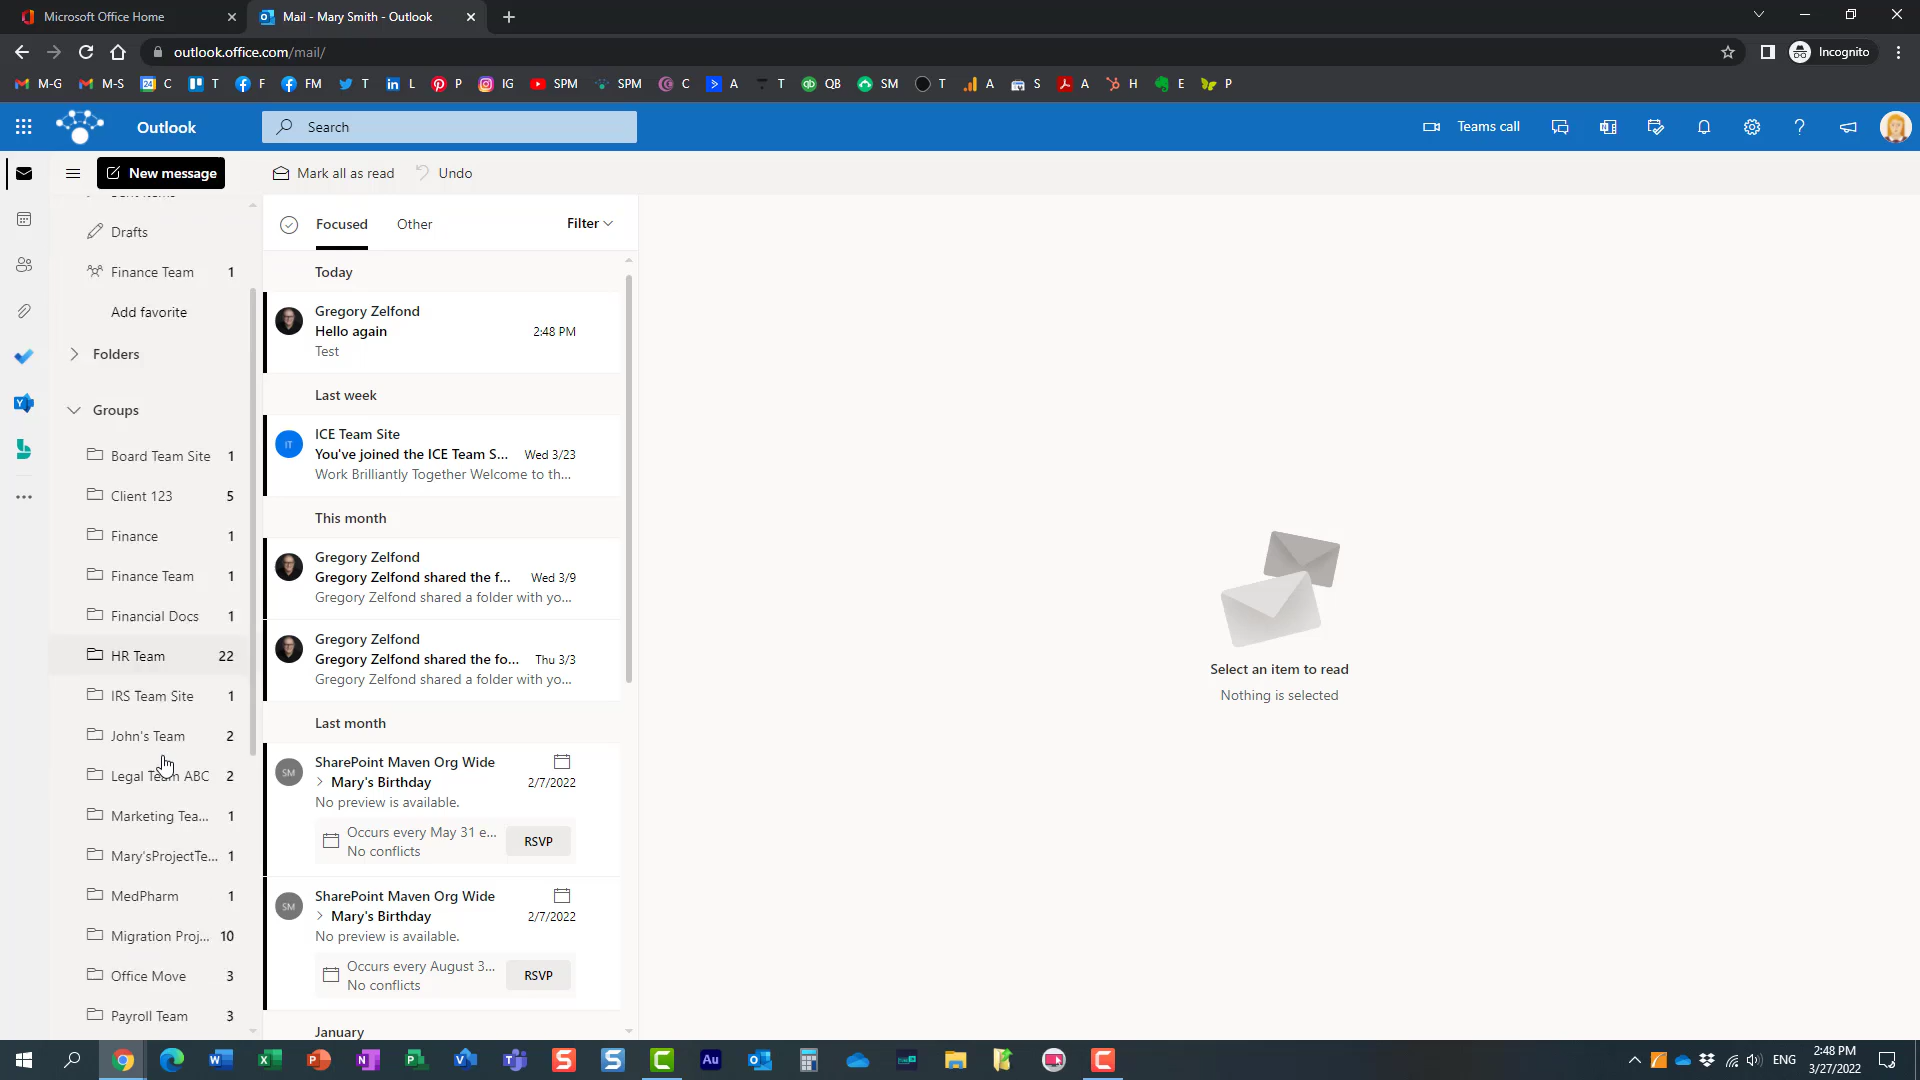 Microsoft Office Home
Mail - Mary Smith - Outlook
outlook.office.com/mail/
Incognito
M-G
M-S
24
C
T
F
FM
T
L
P
IG
SPM
SPM
C
A
T
QB
SM
T
A
S
A
H
E
P
Outlook
Search
Teams call
New message
Mark all as read
Undo
Sent Items
Drafts
Finance Team 1
Add favorite
Folders
Groups
Board Team Site 1
Client 123 5
Finance 1
Finance Team 1
Financial Docs 1
HR Team 22
IRS Team Site 1
John's Team 2
Legal Team ABC 2
Marketing Tea... 1
Mary'sProjectTe... 1
MedPharm 1
Migration Proj... 10
Office Move 3
Payroll Team 3
Focused
Other
Filter
Today
Gregory Zelfond
Hello again 2:48 PM
Test
Last week
IT
ICE Team Site
You've joined the ICE Team S... Wed 3/23
Work Brilliantly Together Welcome to th...
This month
Gregory Zelfond
Gregory Zelfond shared the f... Wed 3/9
Gregory Zelfond shared a folder with yo...
Gregory Zelfond
Gregory Zelfond shared the fo... Thu 3/3
Gregory Zelfond shared a folder with yo...
Last month
SM
SharePoint Maven Org Wide
Mary's Birthday 2/7/2022
No preview is available.
Occurs every May 31 e...
No conflicts
RSVP
SM
SharePoint Maven Org Wide
Mary's Birthday 2/7/2022
No preview is available.
Occurs every August 3...
No conflicts
RSVP
January
Select an item to read
Nothing is selected
Au
ENG
2:48 PM
3/27/2022